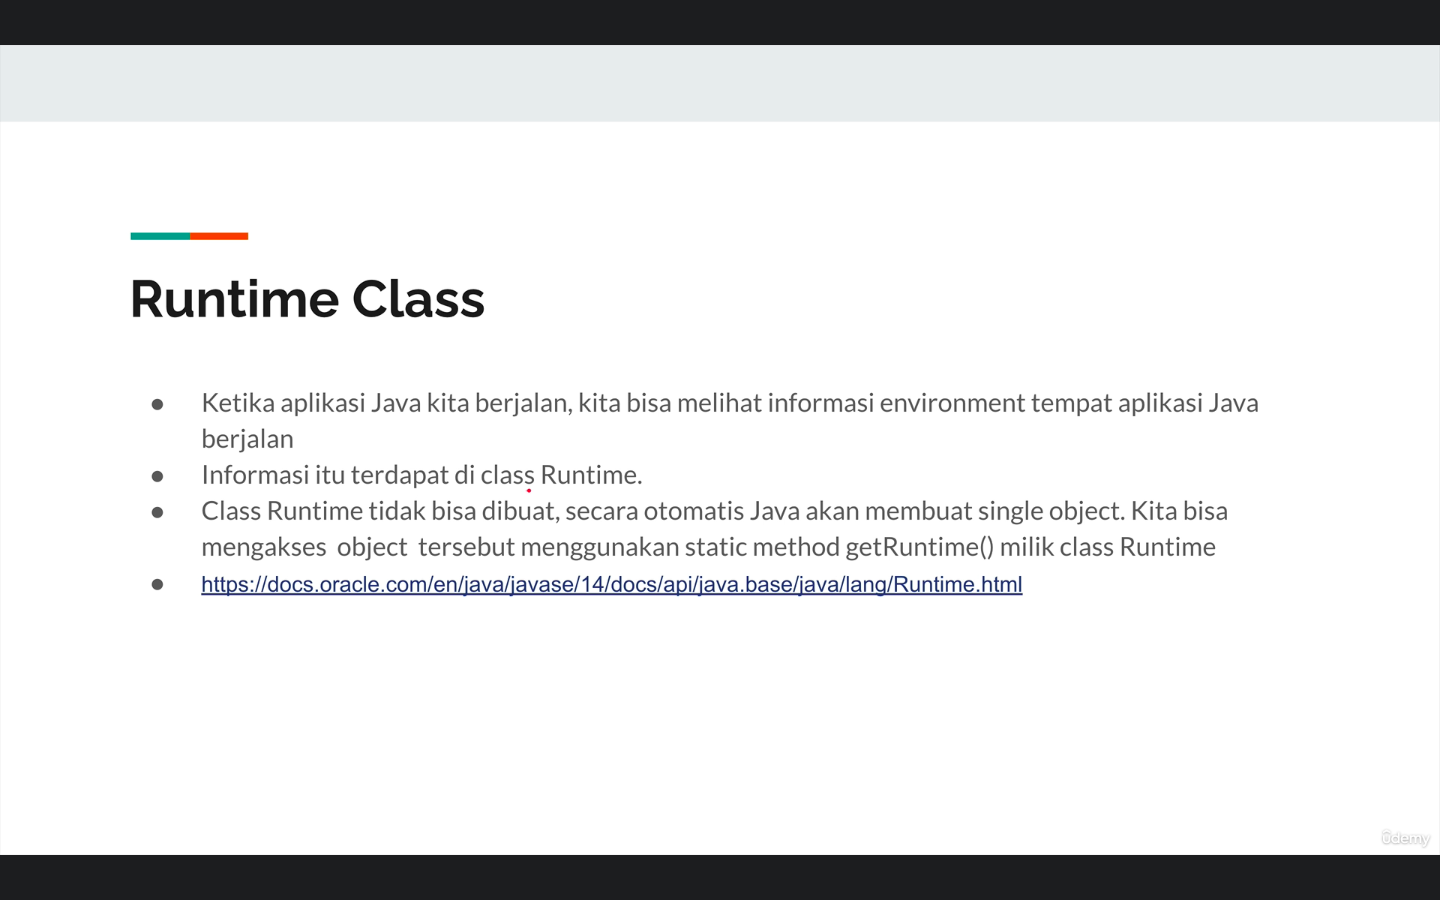 Runtime Class
● Ketika aplikasi Java kita berjalan, kita bisa melihat informasi environment tempat aplikasi Java
berjalan
● Informasi itu terdapat di class Runtime.
● Class Runtime tidak bisa dibuat, secara otomatis Java akan membuat single object. Kita bisa
mengakses object tersebut menggunakan static method getRuntime() milik class Runtime
● https://docs.oracle.com/en/java/javase/14/docs/api/java.base/java/lang/Runtime.html
ûdemy